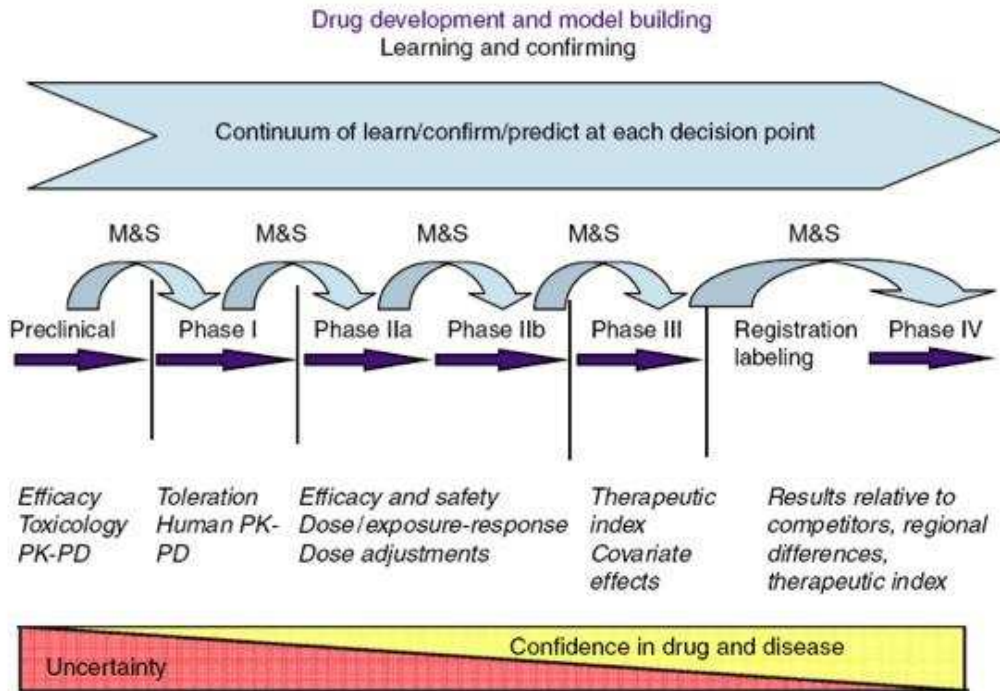 Drug development and model building
Learning and confirming
Continuum of learn/confirm/predict at each decision point
M&S
M&S
M&S
M&S
M&S
Preclinical
Phase I
Phase IIa
Phase IIb
Phase III
Registration
labeling
Phase IV
Efficacy
Toxicology
PK-PD
Toleration
Human PK-
PD
Efficacy and safety
Dose/exposure-response
Dose adjustments
Therapeutic
index
Covariate
effects
Results relative to
competitors, regional
differences,
therapeutic index
Confidence in drug and disease
Uncertainty